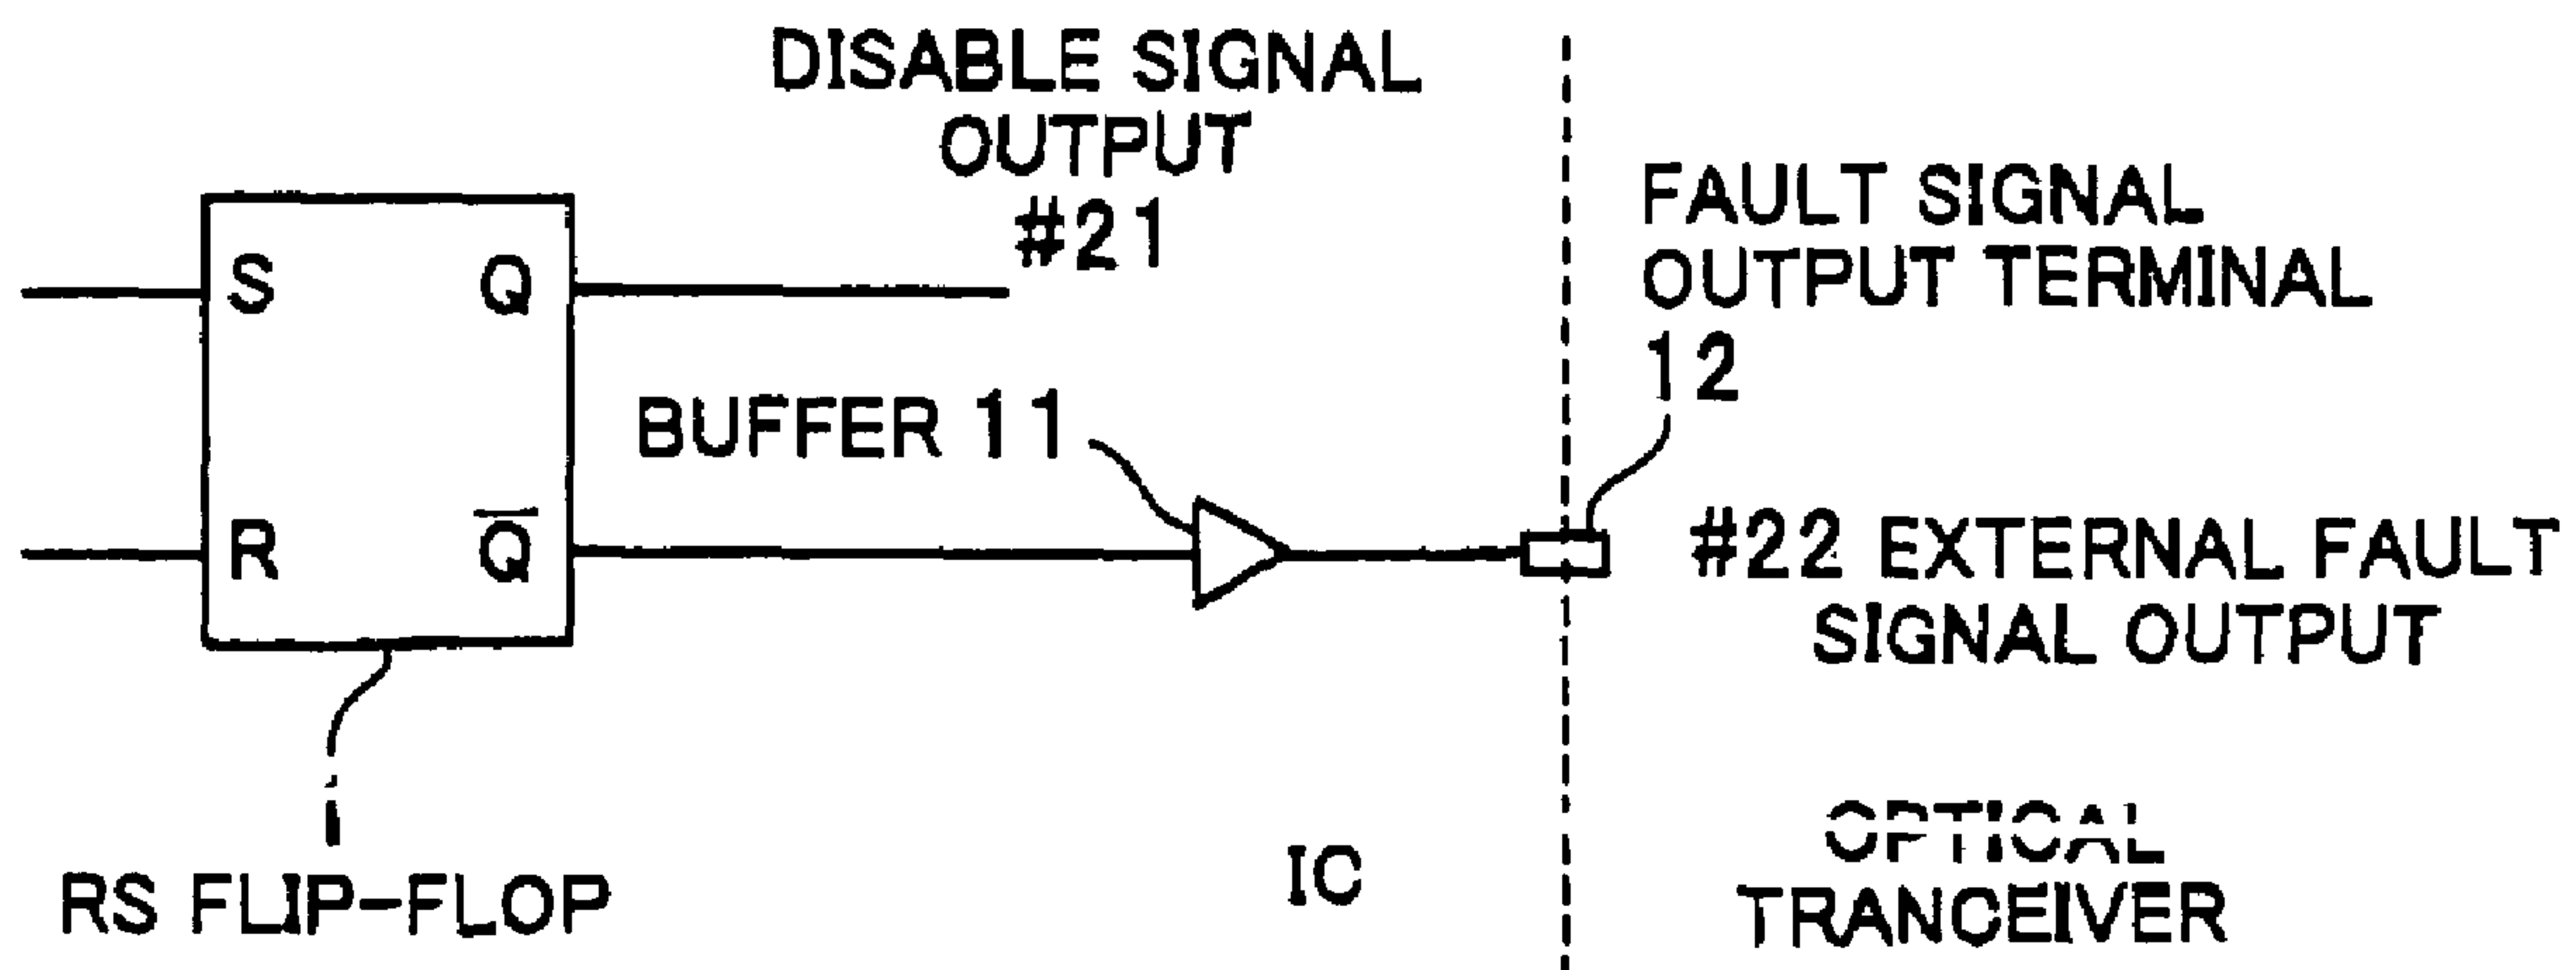 DISABLE SIGNAL
OUTPUT
#21
FAULT SIGNAL
OUTPUT TERMINAL
12
S Q
BUFFER 11
R Q̅
#22 EXTERNAL FAULT
SIGNAL OUTPUT
1
RS FLIP-FLOP
IC
OPTICAL
TRANCEIVER